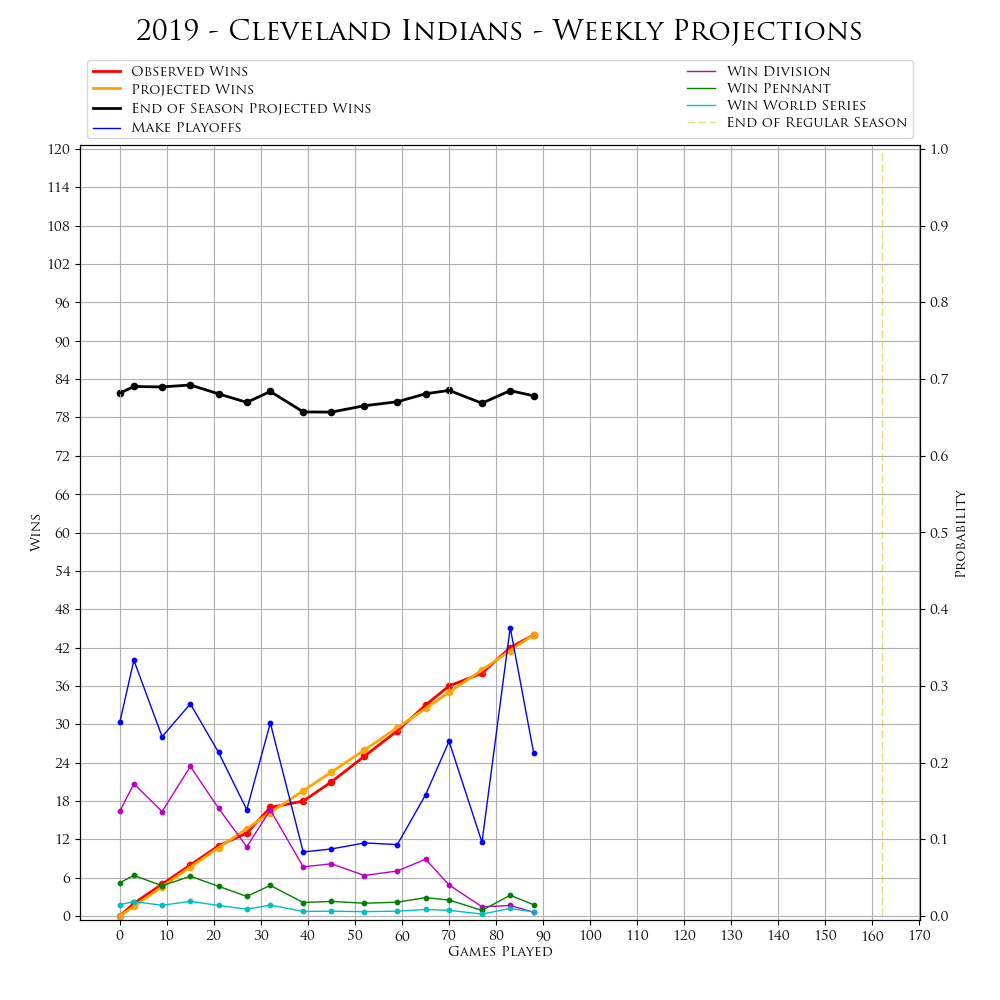 2019 - Cleveland Indians - Weekly Projections
Observed Wins
Projected Wins
End of Season Projected Wins
Make Playoffs
Win Division
Win Pennant
Win World Series
End of Regular Season
120
114
108
102
96
90
84
78
72
66
60
54
48
42
36
30
24
18
12
6
0
Wins
1.0
0.9
0.8
0.7
0.6
0.5
0.4
0.3
0.2
0.1
0.0
Probability
0 10 20 30 40 50 60 70 80 90 100 110 120 130 140 150 160 170
Games Played